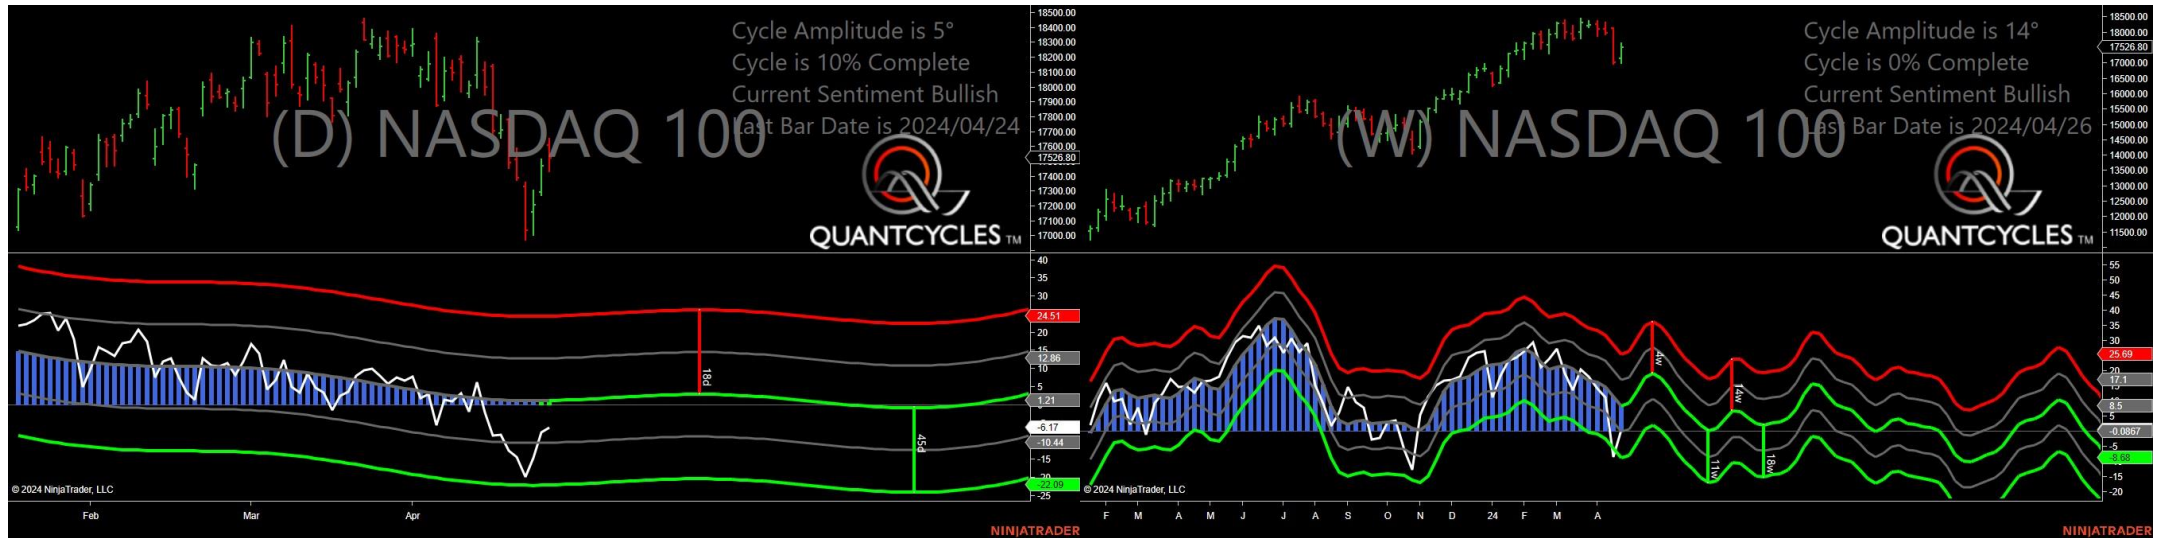 Cycle Amplitude is 5°
Cycle is 10% Complete
Current Sentiment Bullish
Last Bar Date is 2024/04/24
(D) NASDAQ 100
QUANTCYCLES TM
18500.00
18400.00
18300.00
18200.00
18100.00
18000.00
17900.00
17800.00
17700.00
17600.00
17526.80
17400.00
17300.00
17200.00
17100.00
17000.00
40
35
30
24.51
20
15
12.86
10
5
1.21
-6.17
-10.44
-15
-22.09
-25
18d
45d
© 2024 NinjaTrader, LLC
Feb Mar Apr
NINJATRADER
Cycle Amplitude is 14°
Cycle is 0% Complete
Current Sentiment Bullish
Last Bar Date is 2024/04/26
(W) NASDAQ 100
QUANTCYCLES TM
18500.00
18000.00
17526.80
17000.00
16000.00
15500.00
15000.00
14500.00
14000.00
13500.00
13000.00
12500.00
12000.00
11500.00
55
50
45
40
35
30
25.69
20
17.1
8.5
5
-0.0867
-5
-8.68
-15
-20
4w
14w
11w
18w
© 2024 NinjaTrader, LLC
F M A M J J A S O N D 24 F M A
NINJATRADER